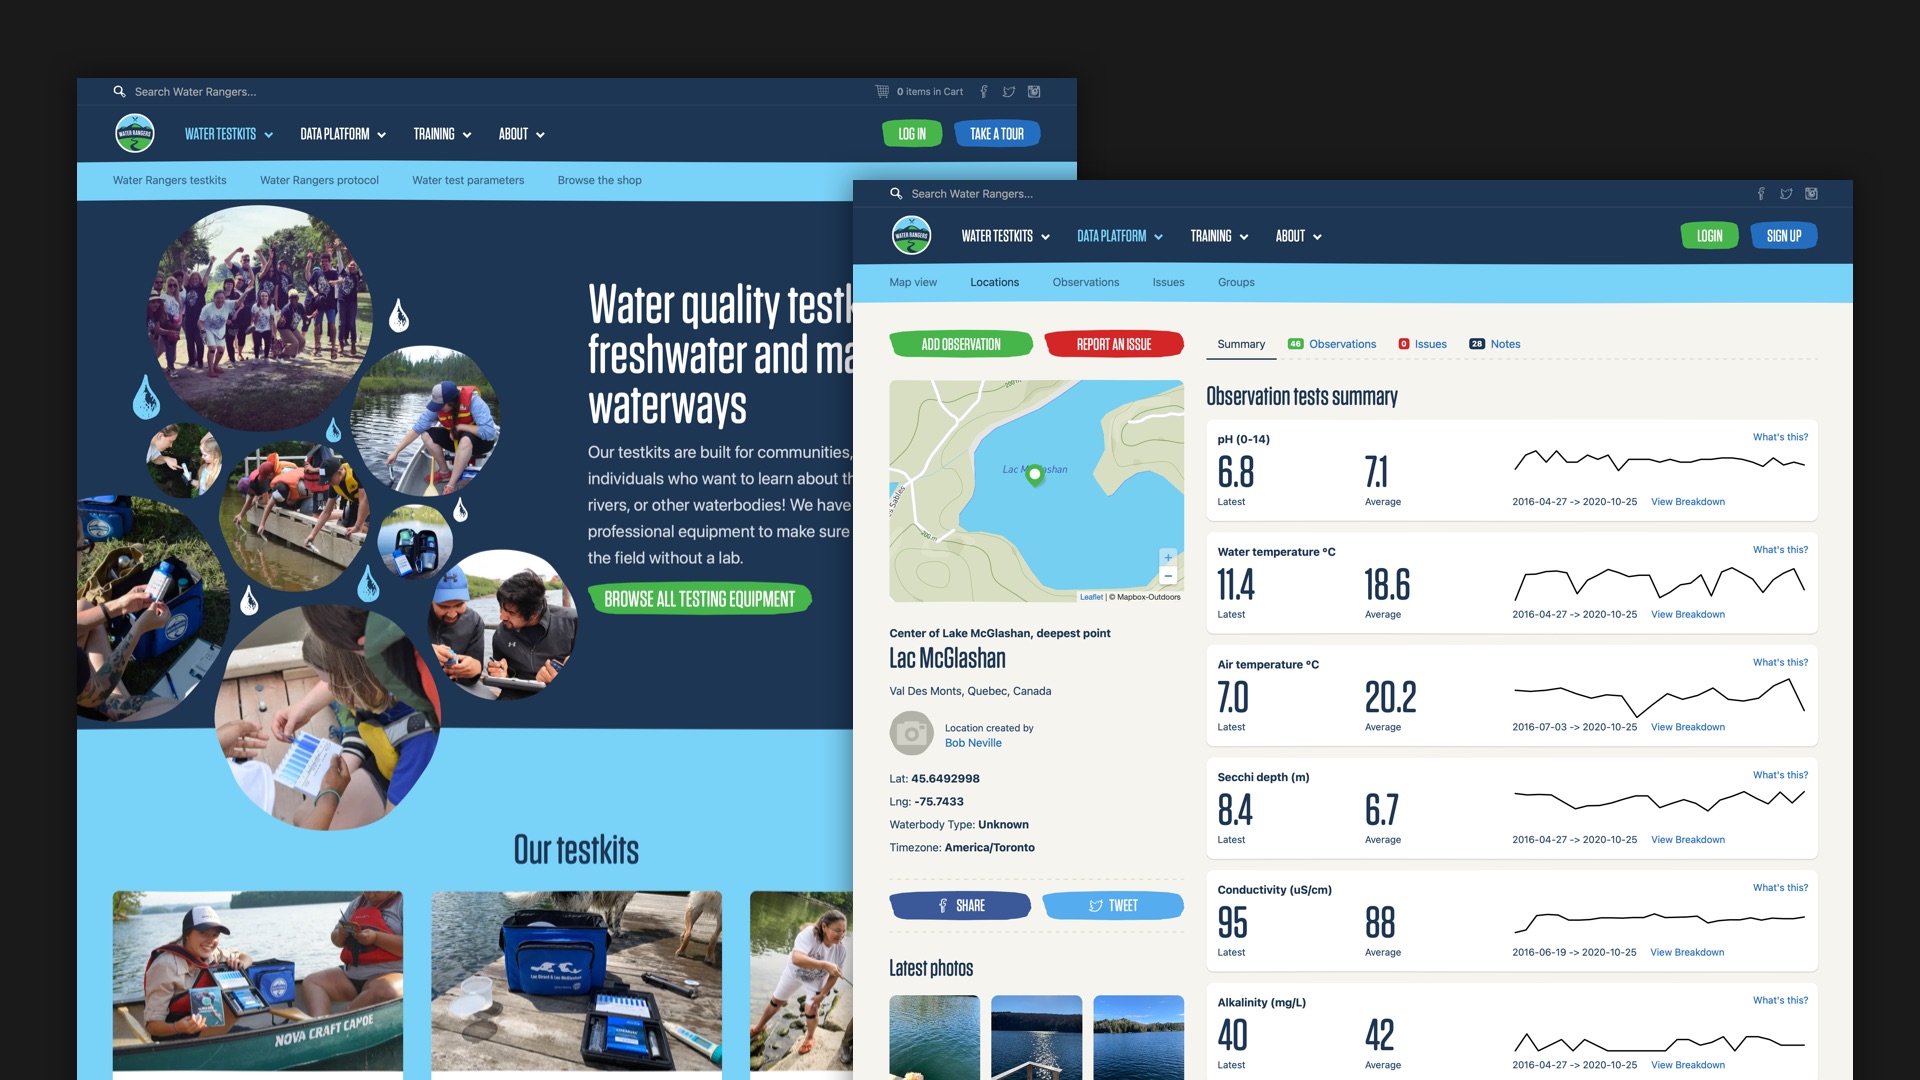 Search Water Rangers...
0 items in Cart
WATER RANGERS
WATER TESTKITS
DATA PLATFORM
TRAINING
ABOUT
LOG IN
TAKE A TOUR
Water Rangers testkits
Water Rangers protocol
Water test parameters
Browse the shop
Water quality testk
freshwater and ma
waterways
Our testkits are built for communities,
individuals who want to learn about th
rivers, or other waterbodies! We have
professional equipment to make sure
the field without a lab.
BROWSE ALL TESTING EQUIPMENT
Our testkits
NOVA CRAFT CANOE
Search Water Rangers...
WATER RANGERS
WATER TESTKITS
DATA PLATFORM
TRAINING
ABOUT
LOGIN
SIGN UP
Map view
Locations
Observations
Issues
Groups
ADD OBSERVATION
REPORT AN ISSUE
200 m
Lac McGlashan
es Sables
200 m
+
−
Leaflet | © Mapbox-Outdoors
Center of Lake McGlashan, deepest point
Lac McGlashan
Val Des Monts, Quebec, Canada
Location created by
Bob Neville
Lat: 45.6492998
Lng: -75.7433
Waterbody Type: Unknown
Timezone: America/Toronto
SHARE
TWEET
Latest photos
Summary
46 Observations
0 Issues
28 Notes
Observation tests summary
pH (0-14)
What's this?
6.8
7.1
Latest
Average
2016-04-27 -> 2020-10-25
View Breakdown
Water temperature ºC
What's this?
11.4
18.6
Latest
Average
2016-04-27 -> 2020-10-25
View Breakdown
Air temperature ºC
What's this?
7.0
20.2
Latest
Average
2016-07-03 -> 2020-10-25
View Breakdown
Secchi depth (m)
What's this?
8.4
6.7
Latest
Average
2016-04-27 -> 2020-10-25
View Breakdown
Conductivity (uS/cm)
What's this?
95
88
Latest
Average
2016-06-19 -> 2020-10-25
View Breakdown
Alkalinity (mg/L)
What's this?
40
42
Latest
Average
2016-04-27 -> 2020-10-25
View Breakdown